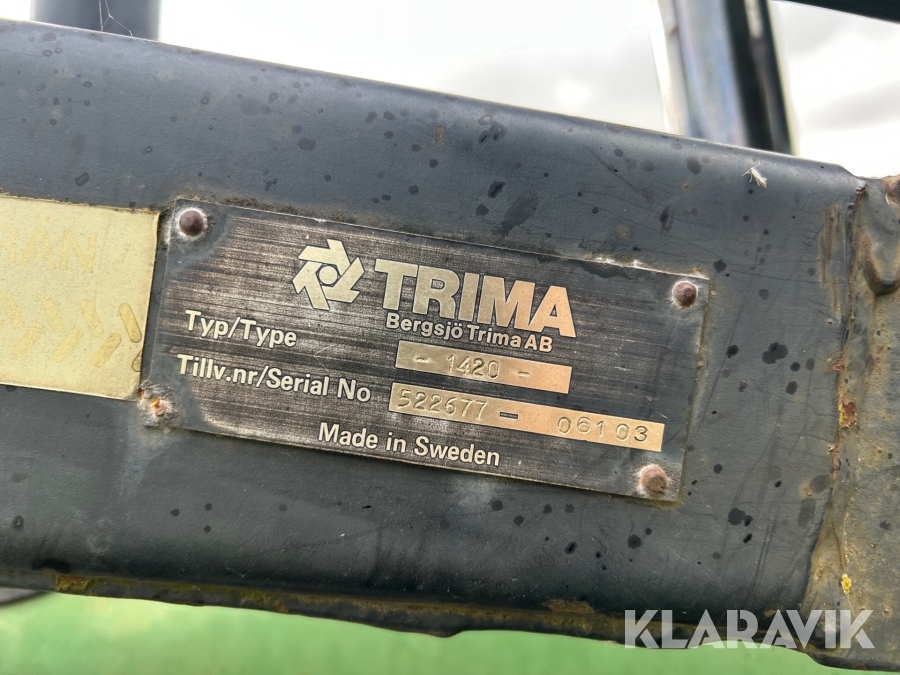 TRIMA
Bergsjö Trima AB
Typ/Type
- 1420 -
Tillv.nr/Serial No
522677 - 06103
Made in Sweden
KLARAVIK